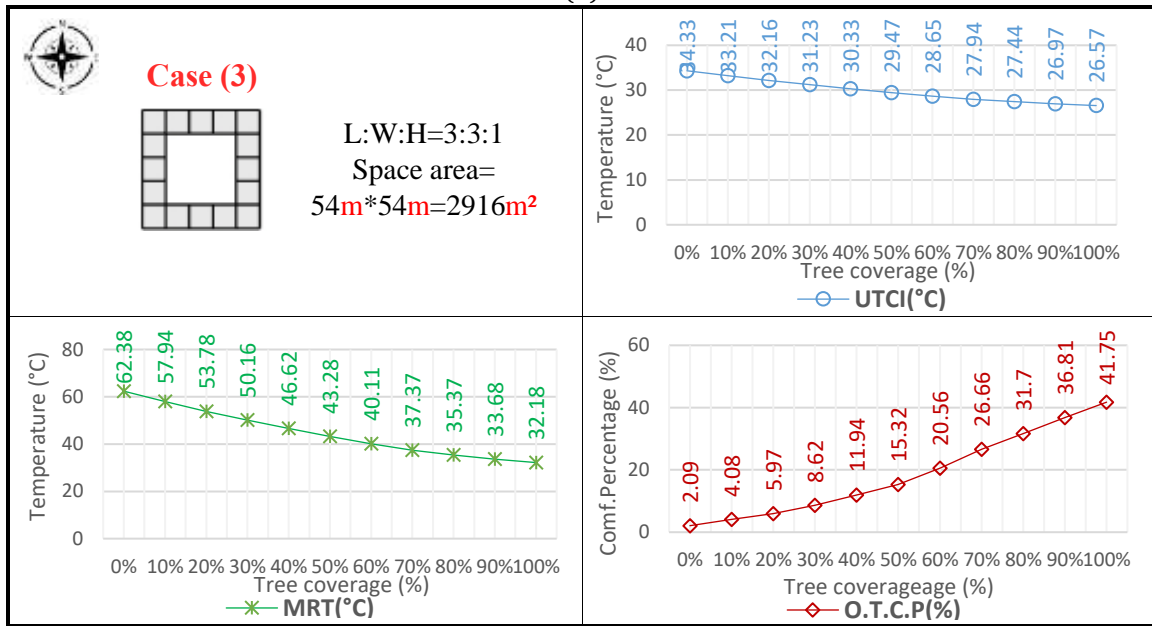 Case (3)
L:W:H=3:3:1
Space area=
54m*54m=2916m²
Temperature (°C)
40
30
20
10
0
34.33
33.21
32.16
31.23
30.33
29.47
28.65
27.94
27.44
26.97
26.57
0% 10% 20% 30% 40% 50% 60% 70% 80% 90% 100%
Tree coverage (%)
UTCI(°C)
Temperature (°C)
80
60
40
20
0
62.38
57.94
53.78
50.16
46.62
43.28
40.11
37.37
35.37
33.68
32.18
0% 10% 20% 30% 40% 50% 60% 70% 80% 90% 100%
Tree coverage (%)
MRT(°C)
Comf.Percentage (%)
60
40
20
0
2.09
4.08
5.97
8.62
11.94
15.32
20.56
26.66
31.7
36.81
41.75
0% 10% 20% 30% 40% 50% 60% 70% 80% 90% 100%
Tree coverageage (%)
O.T.C.P(%)